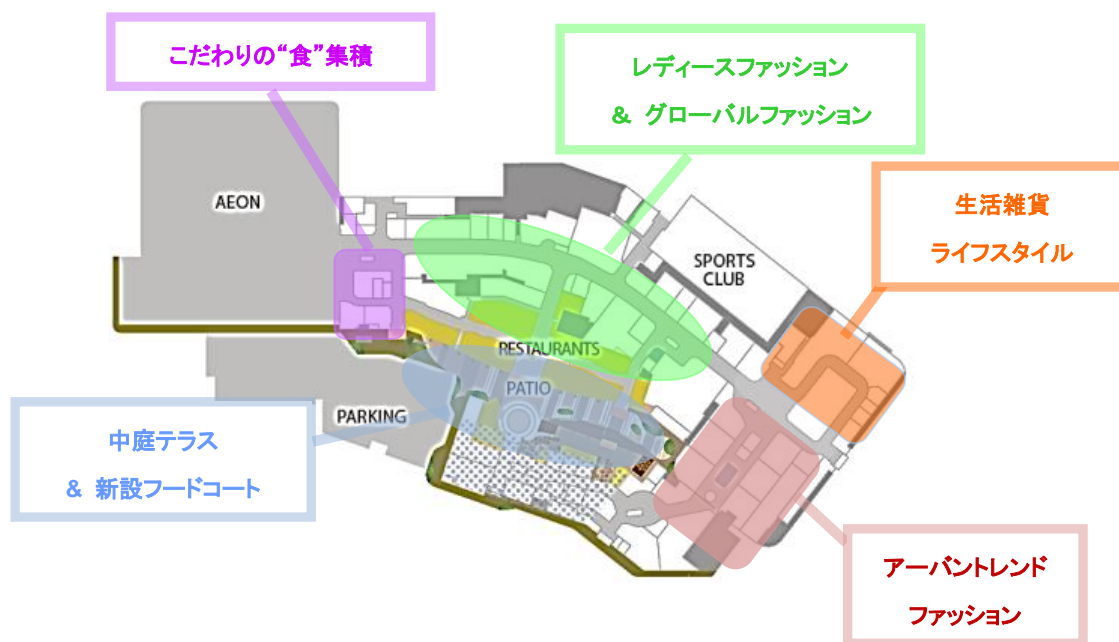 こだわりの“食”集積
レディースファッション
& グローバルファッション
生活雑貨
ライフスタイル
AEON
SPORTS
CLUB
RESTAURANTS
PATIO
PARKING
中庭テラス
& 新設フードコート
アーバントレンド
ファッション